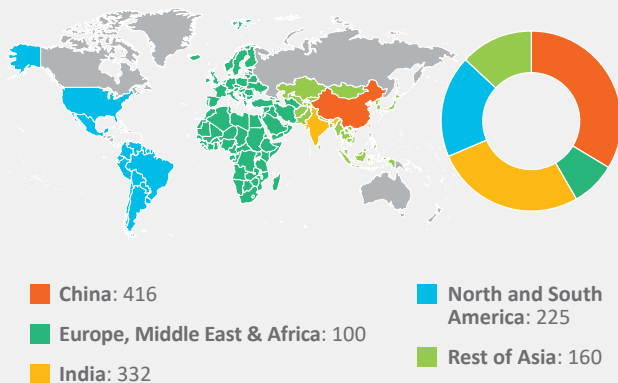 China: 416
Europe, Middle East & Africa: 100
India: 332
North and South
America: 225
Rest of Asia: 160